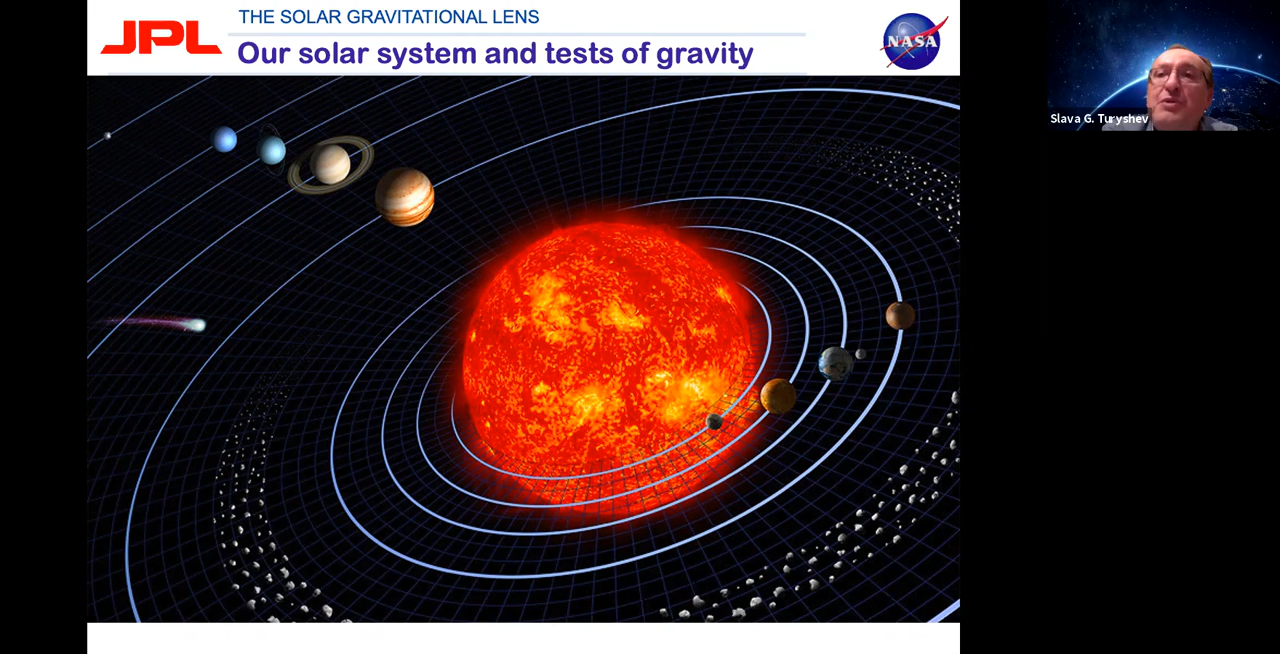 THE SOLAR GRAVITATIONAL LENS
JPL
Our solar system and tests of gravity
NASA
Slava G. Turyshev